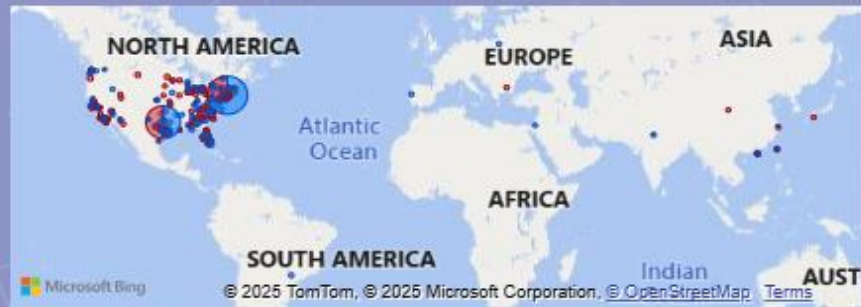 NORTH AMERICA
EUROPE
ASIA
Atlantic
Ocean
AFRICA
SOUTH AMERICA
Indian
AUST
Microsoft Bing
© 2025 TomTom, © 2025 Microsoft Corporation, © OpenStreetMap Terms